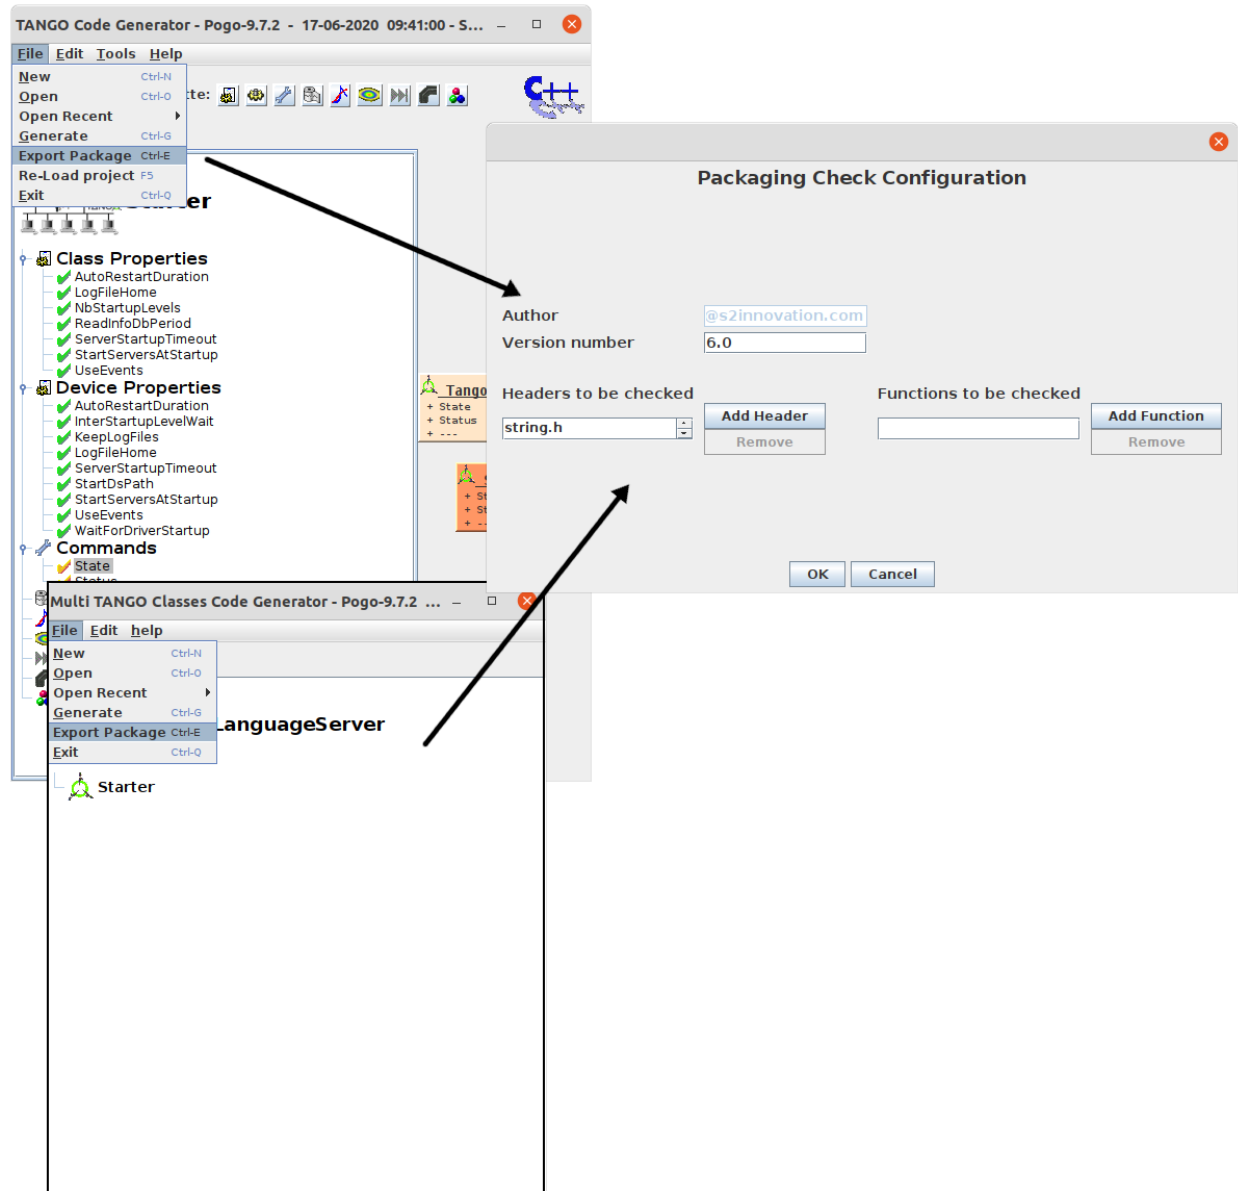 TANGO Code Generator - Pogo-9.7.2 - 17-06-2020 09:41:00 - S...
File Edit Tools Help
New Ctrl-N
Open Ctrl-O
Open Recent
Generate Ctrl-G
Export Package Ctrl-E
Re-Load project F5
Exit Ctrl-Q
te:
C++
Class Properties
AutoRestartDuration
LogFileHome
NbStartupLevels
ReadInfoDbPeriod
ServerStartupTimeout
StartServersAtStartup
UseEvents
Device Properties
AutoRestartDuration
InterStartupLevelWait
KeepLogFiles
LogFileHome
ServerStartupTimeout
StartDsPath
StartServersAtStartup
UseEvents
WaitForDriverStartup
Commands
State
Status
Tango
+ State
+ Status
+ ---
+ St
+ St
+ --
Packaging Check Configuration
Author @s2innovation.com
Version number 6.0
Headers to be checked
string.h
Add Header
Remove
Functions to be checked
Add Function
Remove
OK Cancel
Multi TANGO Classes Code Generator - Pogo-9.7.2 ...
File Edit help
New Ctrl-N
Open Ctrl-O
Open Recent
Generate Ctrl-G
Export Package Ctrl-E
Exit Ctrl-Q
LanguageServer
Starter